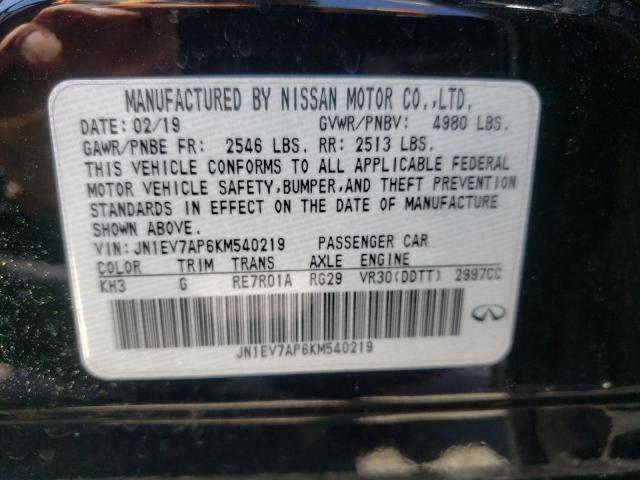 MANUFACTURED BY NISSAN MOTOR CO.,LTD.
DATE: 02/19 GVWR/PNBV: 4980 LBS.
GAWR/PNBE FR: 2546 LBS. RR: 2513 LBS.
THIS VEHICLE CONFORMS TO ALL APPLICABLE FEDERAL
MOTOR VEHICLE SAFETY,BUMPER,AND THEFT PREVENTION
STANDARDS IN EFFECT ON THE DATE OF MANUFACTURE
SHOWN ABOVE.
VIN: JN1EV7AP6KM540219 PASSENGER CAR
COLOR TRIM TRANS AXLE ENGINE
KH3 G RE7R01A RG29 VR30(DDTT) 2997CC
JN1EV7AP6KM540219